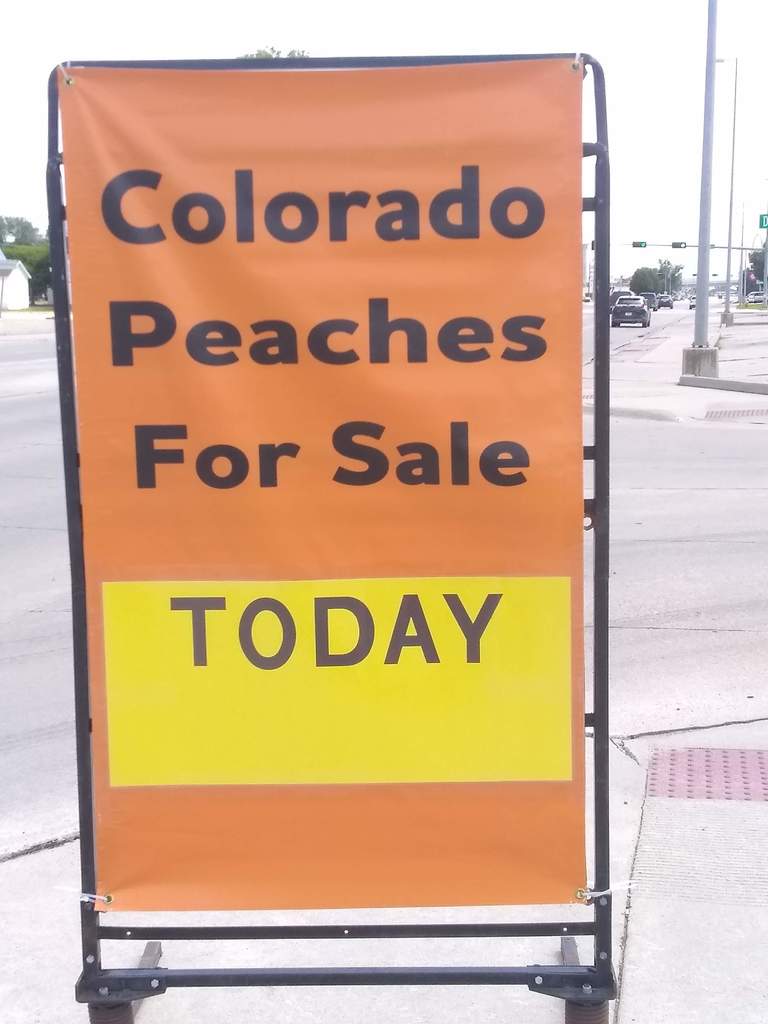 Colorado
Peaches
For Sale
TODAY